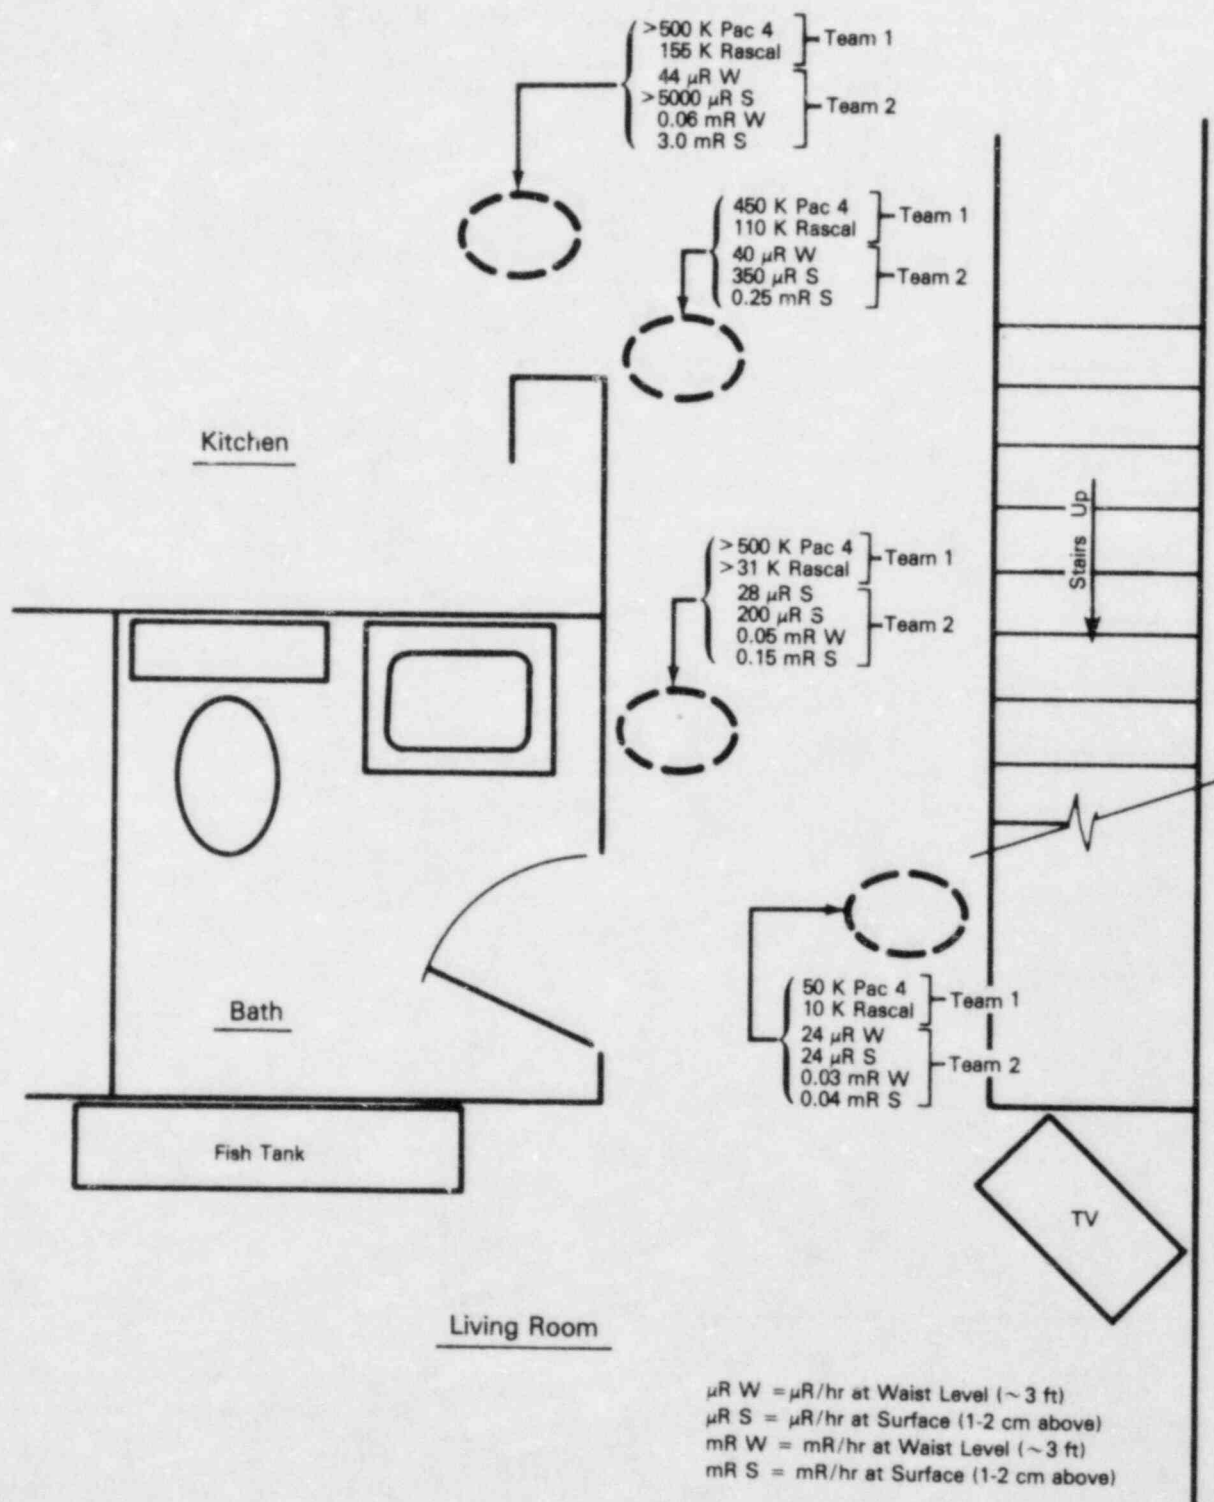 >500 K Pac 4
155 K Rascal
Team 1
44 μR W
>5000 μR S
0.06 mR W
3.0 mR S
Team 2
450 K Pac 4
110 K Rascal
Team 1
40 μR W
350 μR S
0.25 mR S
Team 2
Kitchen
Stairs Up
>500 K Pac 4
>31 K Rascal
Team 1
28 μR S
200 μR S
0.05 mR W
0.15 mR S
Team 2
50 K Pac 4
10 K Rascal
Team 1
24 μR W
24 μR S
0.03 mR W
0.04 mR S
Team 2
Bath
Fish Tank
TV
Living Room
μR W = μR/hr at Waist Level (~3 ft)
μR S = μR/hr at Surface (1-2 cm above)
mR W = mR/hr at Waist Level (~3 ft)
mR S = mR/hr at Surface (1-2 cm above)